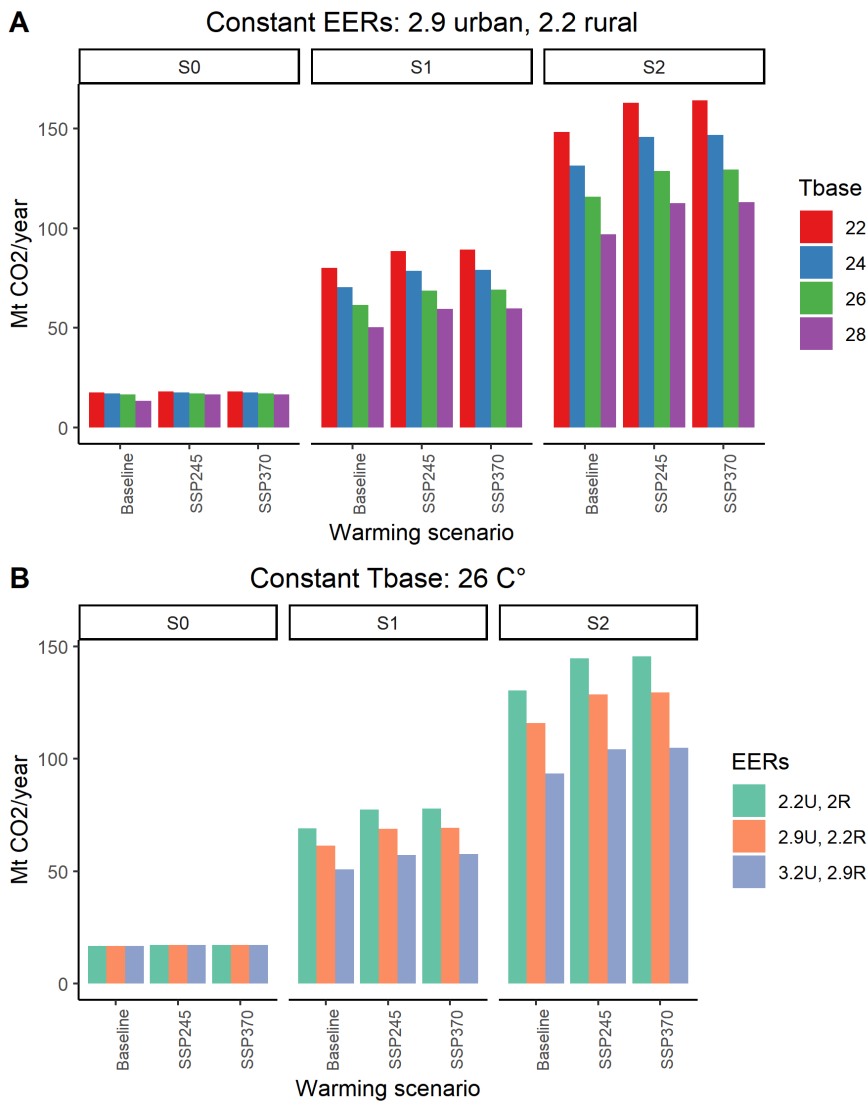 A
Constant EERs: 2.9 urban, 2.2 rural
S0
S1
S2
Mt CO2/year
150
100
50
0
Baseline
SSP245
SSP370
Baseline
SSP245
SSP370
Baseline
SSP245
SSP370
Warming scenario
Tbase
22
24
26
28
B
Constant Tbase: 26 C°
S0
S1
S2
Mt CO2/year
150
100
50
0
Baseline
SSP245
SSP370
Baseline
SSP245
SSP370
Baseline
SSP245
SSP370
Warming scenario
EERs
2.2U, 2R
2.9U, 2.2R
3.2U, 2.9R